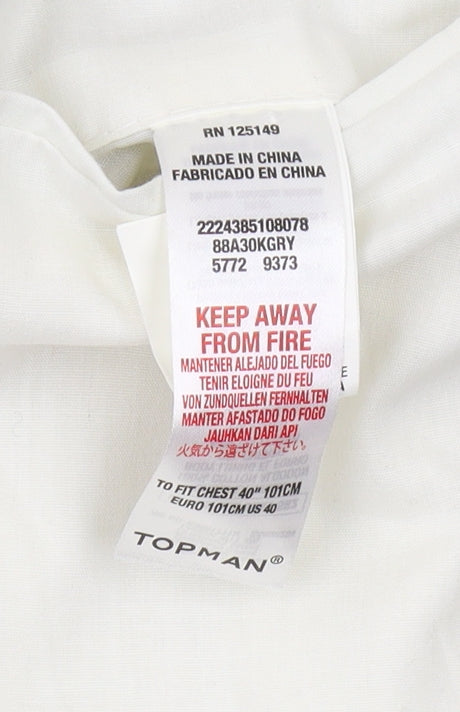 RN 125149
MADE IN CHINA
FABRICADO EN CHINA
2224385108078
88A30KGRY
5772 9373
KEEP AWAY
FROM FIRE
MANTENER ALEJADO DEL FUEGO
TENIR ELOIGNE DU FEU
VON ZUNDQUELLEN FERNHALTEN
MANTER AFASTADO DO FOGO
JAUHKAN DARI API
火気から遠ざけて下さい。
TO FIT CHEST 40" 101CM
EURO 101CM US 40
TOPMAN®